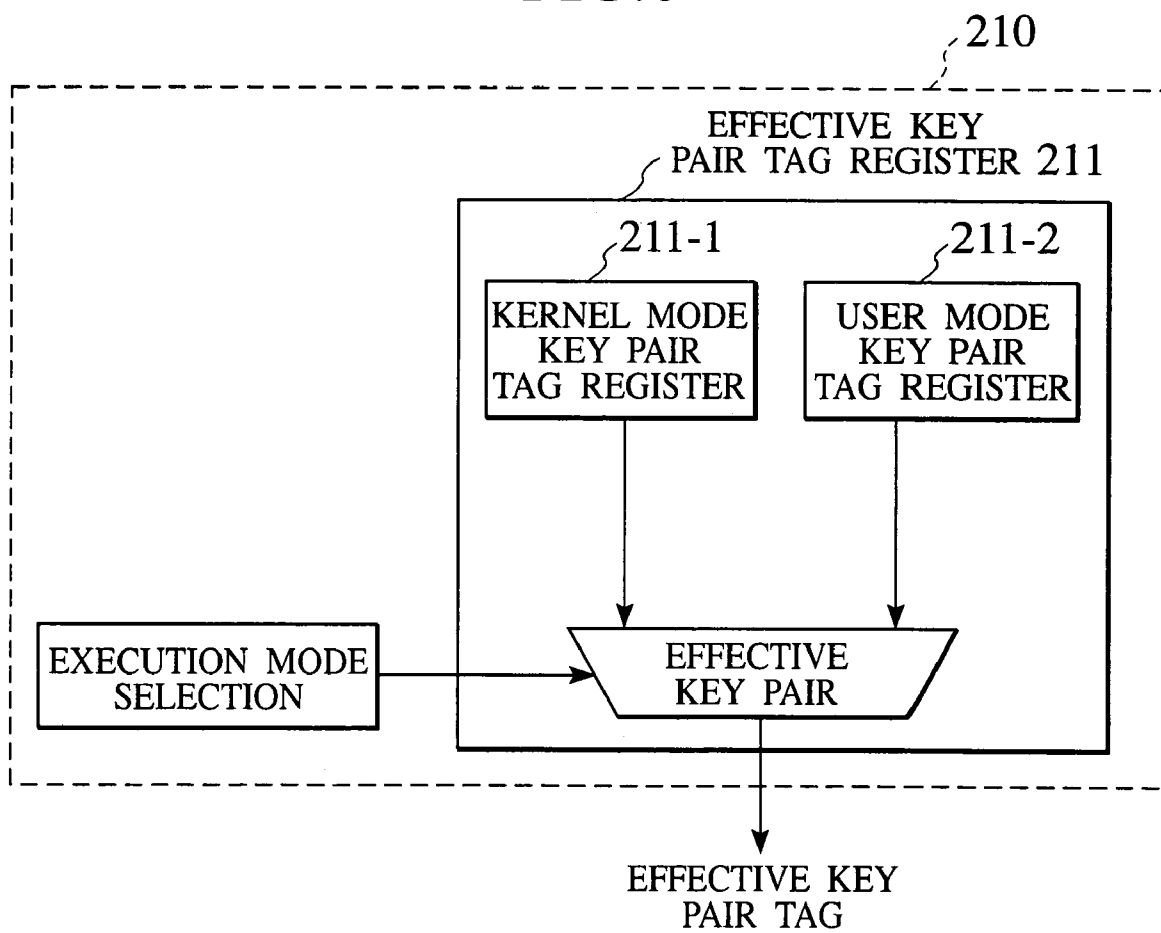 210
EFFECTIVE KEY
PAIR TAG REGISTER 211
211-1
211-2
KERNEL MODE
KEY PAIR
TAG REGISTER
USER MODE
KEY PAIR
TAG REGISTER
EXECUTION MODE
SELECTION
EFFECTIVE
KEY PAIR
EFFECTIVE KEY
PAIR TAG